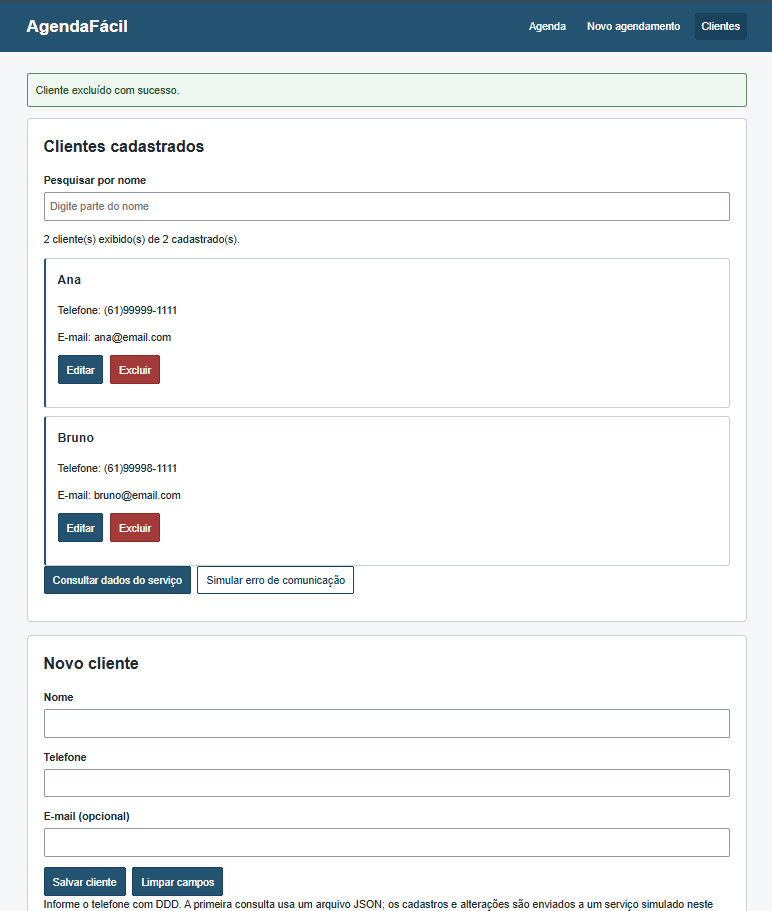 AgendaFácil
Agenda Novo agendamento Clientes
Cliente excluído com sucesso.
Clientes cadastrados
Pesquisar por nome
Digite parte do nome
2 cliente(s) exibido(s) de 2 cadastrado(s).
Ana
Telefone: (61)99999-1111
E-mail: ana@email.com
Editar Excluir
Bruno
Telefone: (61)99998-1111
E-mail: bruno@email.com
Editar Excluir
Consultar dados do serviço Simular erro de comunicação
Novo cliente
Nome
Telefone
E-mail (opcional)
Salvar cliente Limpar campos
Informe o telefone com DDD. A primeira consulta usa um arquivo JSON; os cadastros e alterações são enviados a um serviço simulado neste